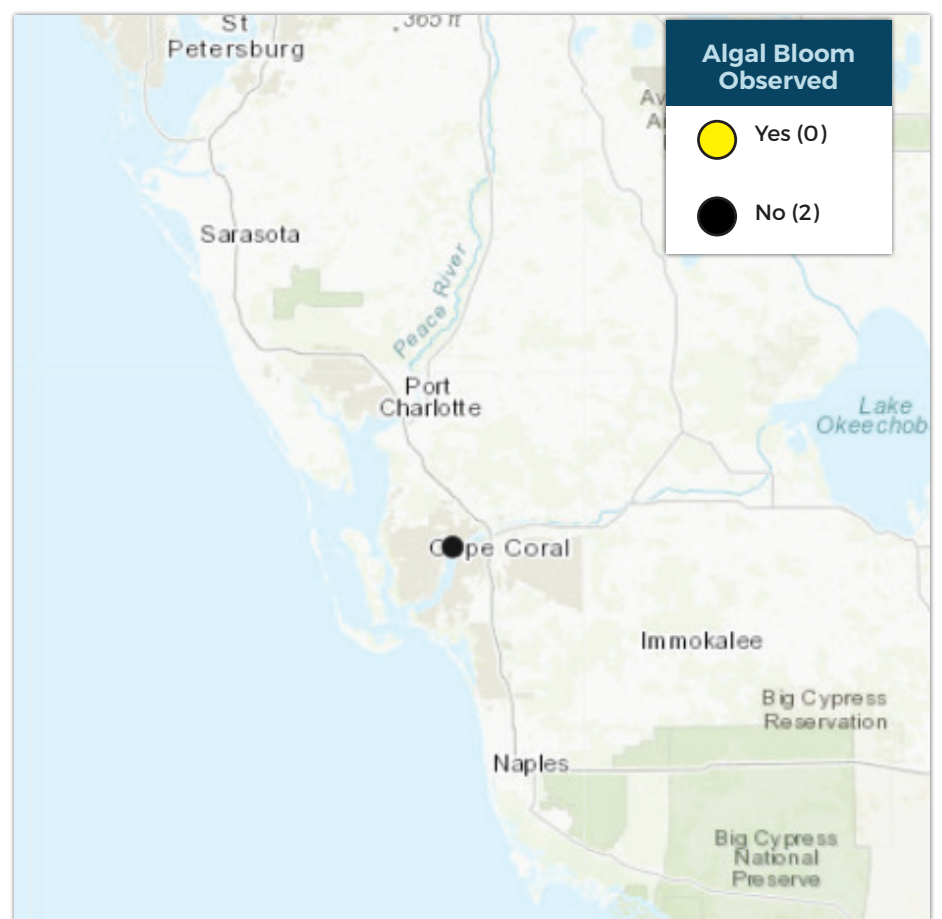 St
Petersburg
365 ft
Algal Bloom
Observed
Av
Yes (0)
No (2)
Sarasota
Peace River
Port
Charlotte
Lake
Okeechob
Cape Coral
Immokalee
Big Cypress
Reservation
Naples
Big Cypress
National
Preserve